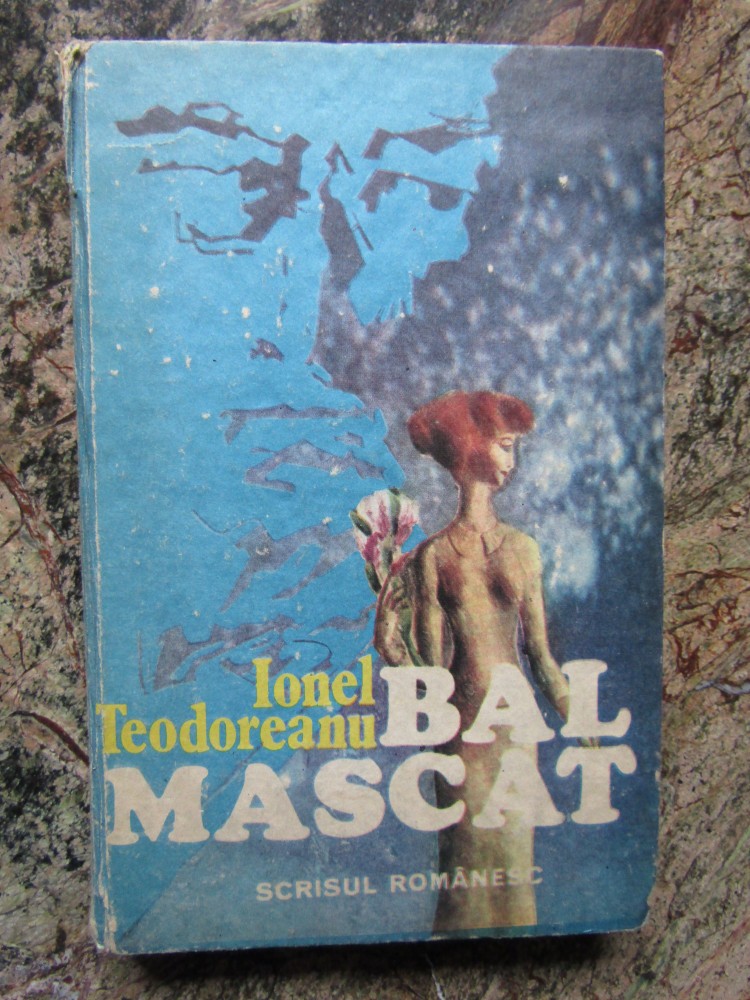 Ionel
Teodoreanu
BAL
MASCAT
SCRISUL ROMÂNESC